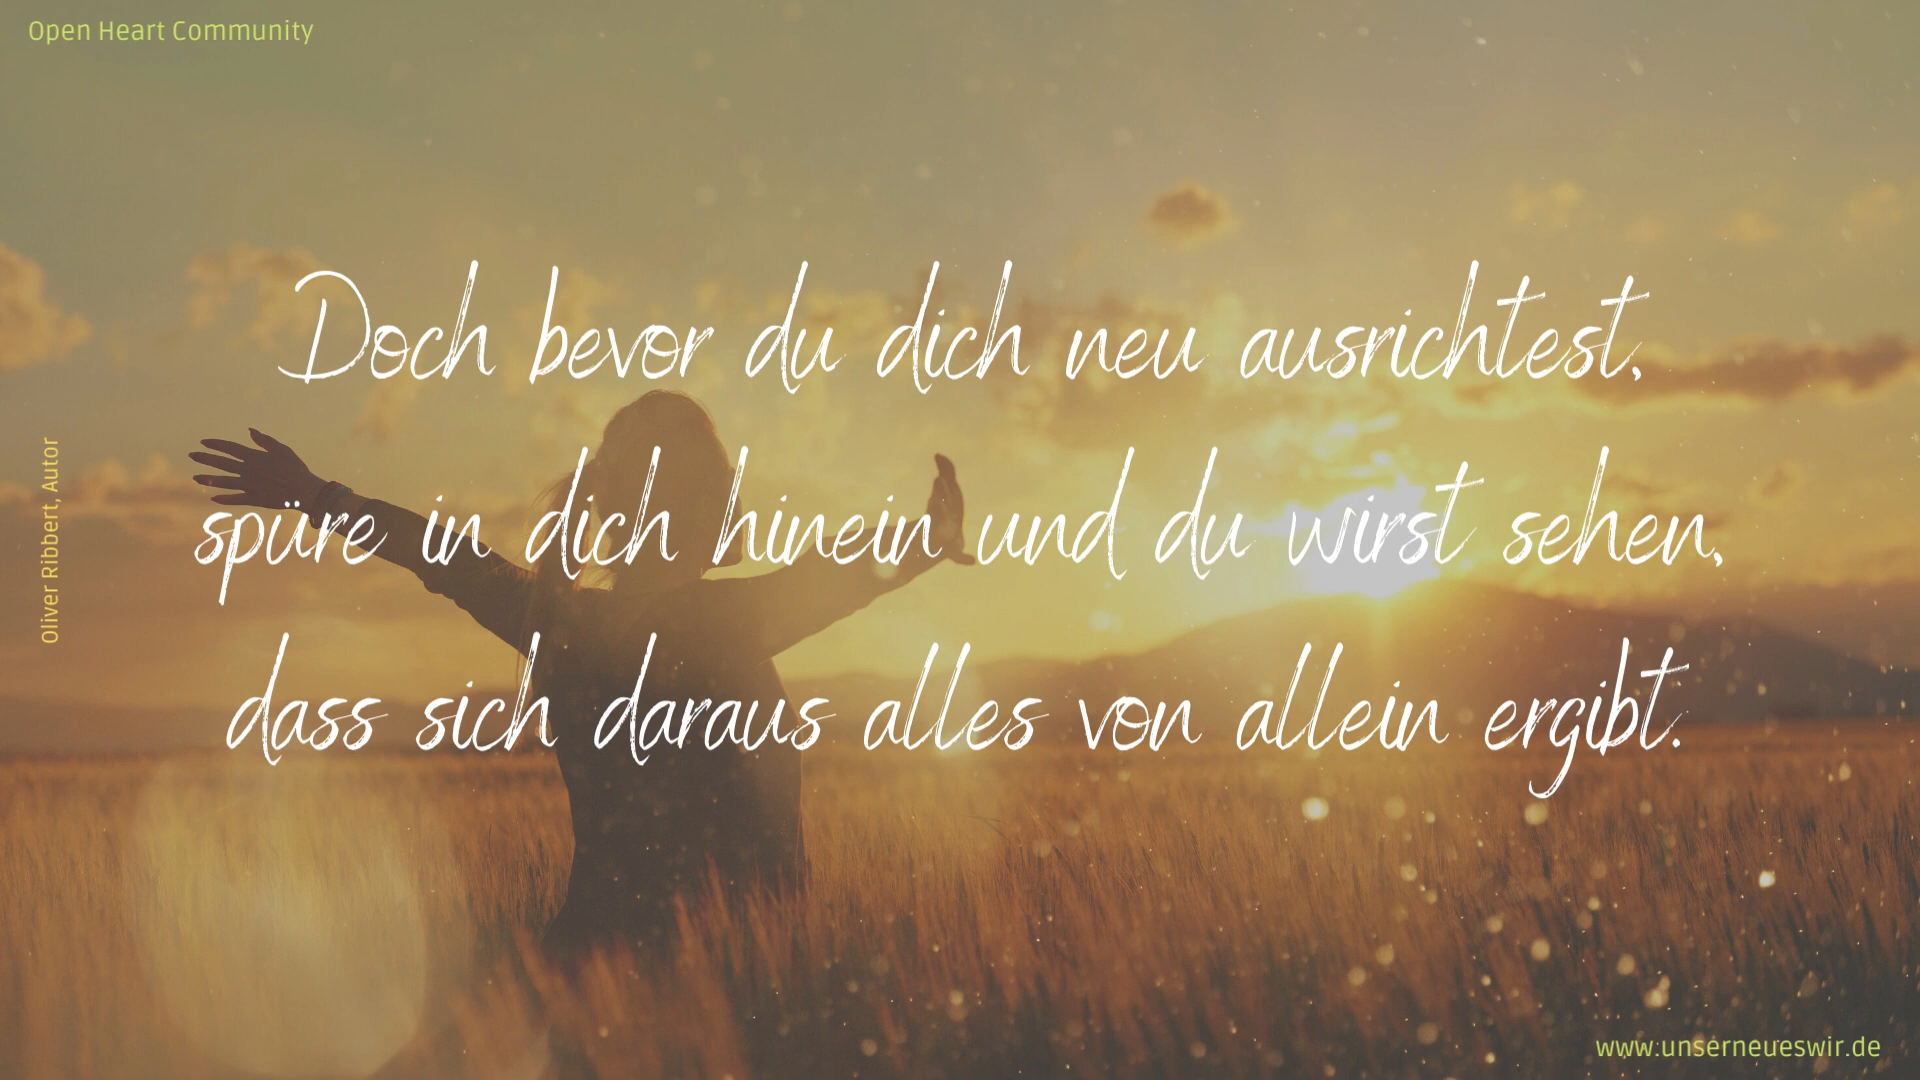 Open Heart Community
Doch bevor du dich neu ausrichtest,
spüre in dich hinein und du wirst sehen,
dass sich daraus alles von allein ergibt.
Oliver Ribbert, Autor
www.unserneueswir.de